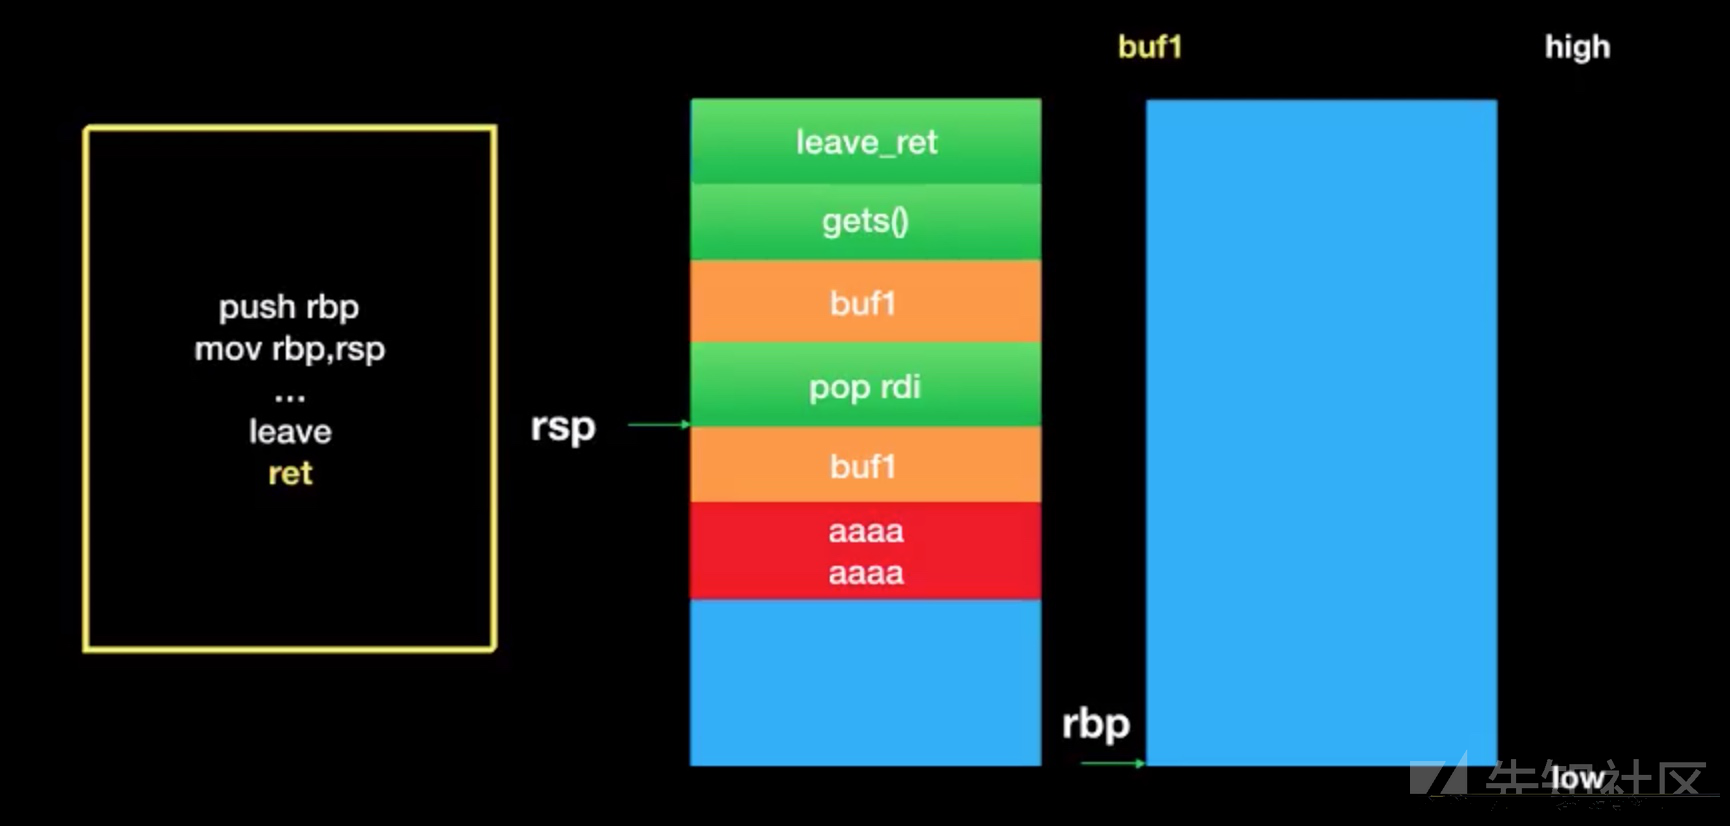 buf1
high
push rbp
mov rbp,rsp
...
leave
ret
rsp
leave_ret
gets()
buf1
pop rdi
buf1
aaaa
aaaa
rbp
low
先知社区